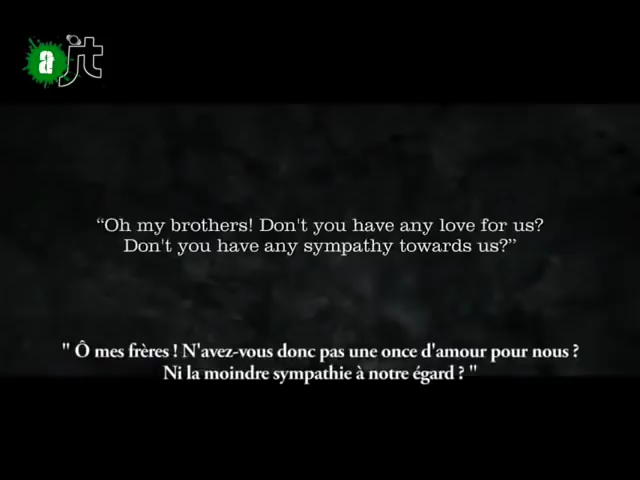 a jt
“Oh my brothers! Don't you have any love for us?
Don't you have any sympathy towards us?”
" Ô mes frères ! N'avez-vous donc pas une once d'amour pour nous ?
Ni la moindre sympathie à notre égard ? "